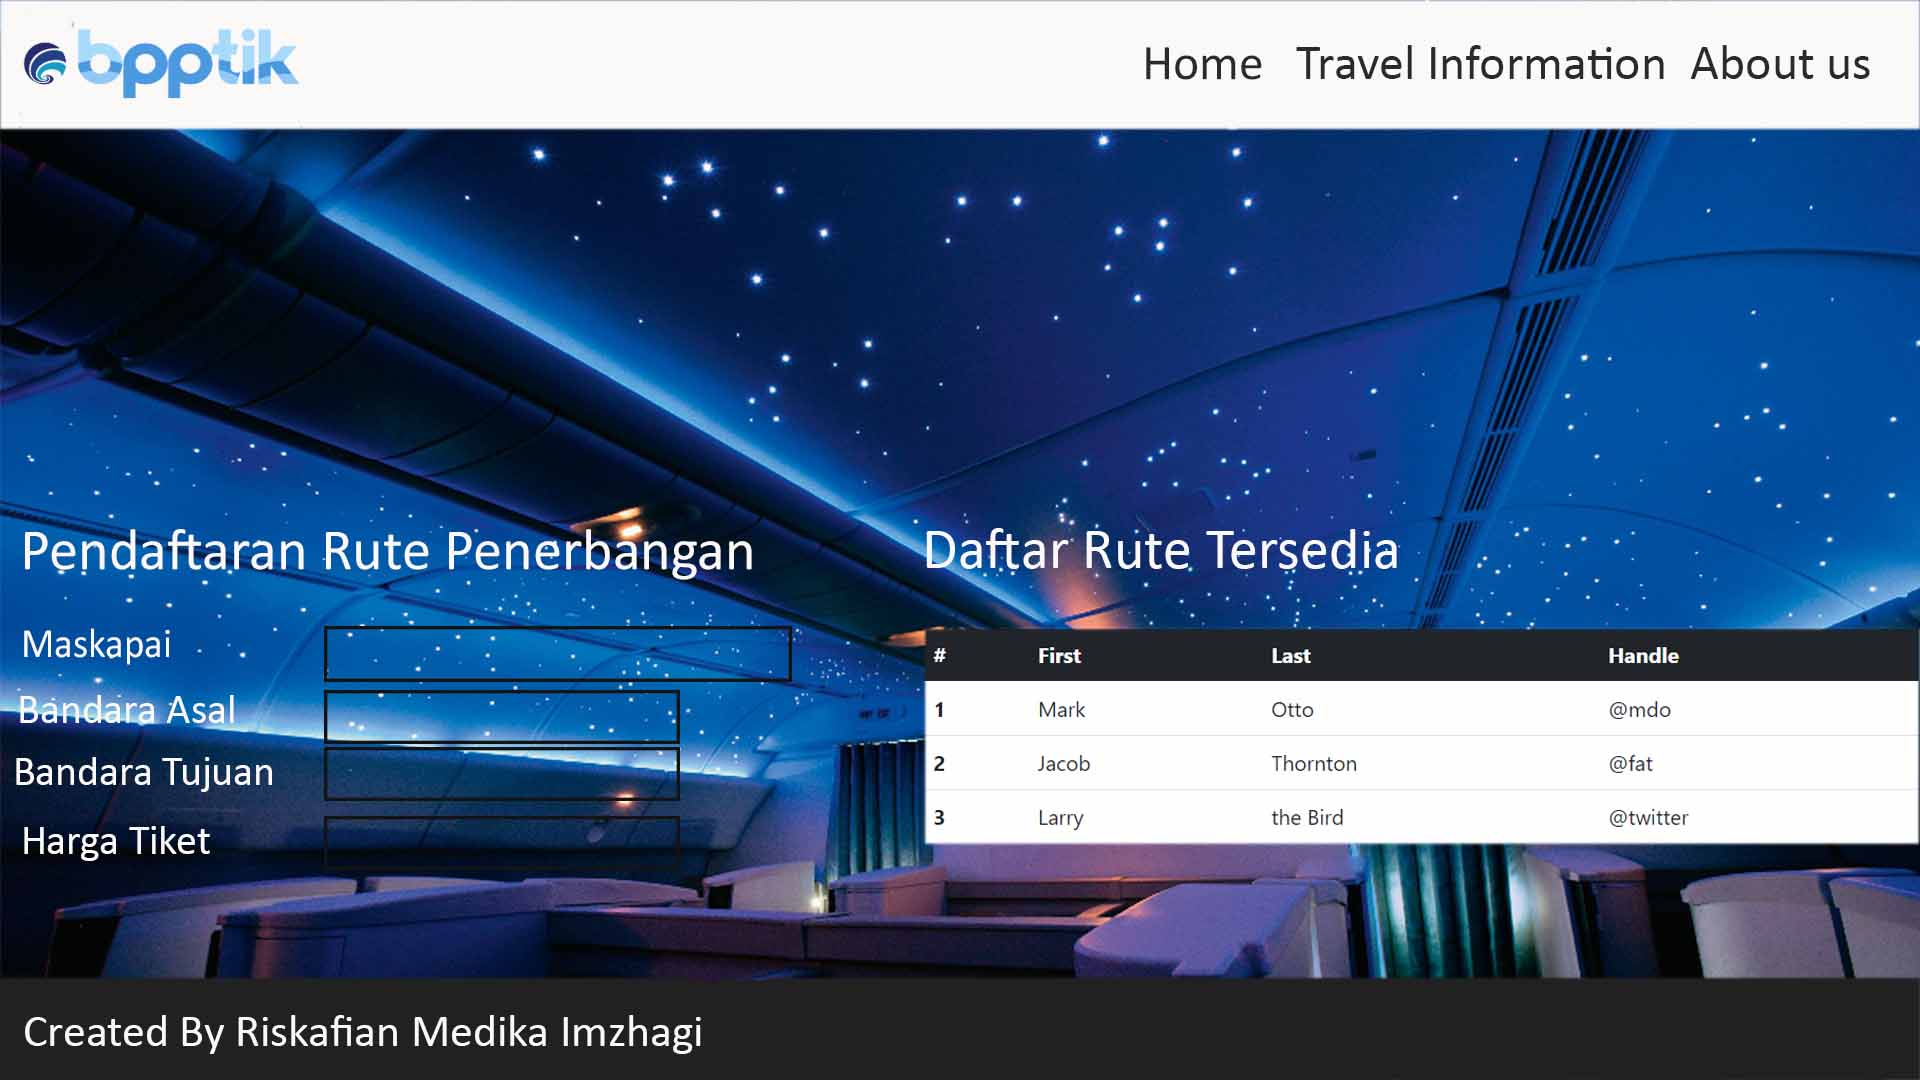 bpptik
Home Travel Information About us
Pendaftaran Rute Penerbangan
Maskapai
Bandara Asal
Bandara Tujuan
Harga Tiket
Daftar Rute Tersedia
# First Last Handle
1 Mark Otto @mdo
2 Jacob Thornton @fat
3 Larry the Bird @twitter
Created By Riskafian Medika Imzhagi